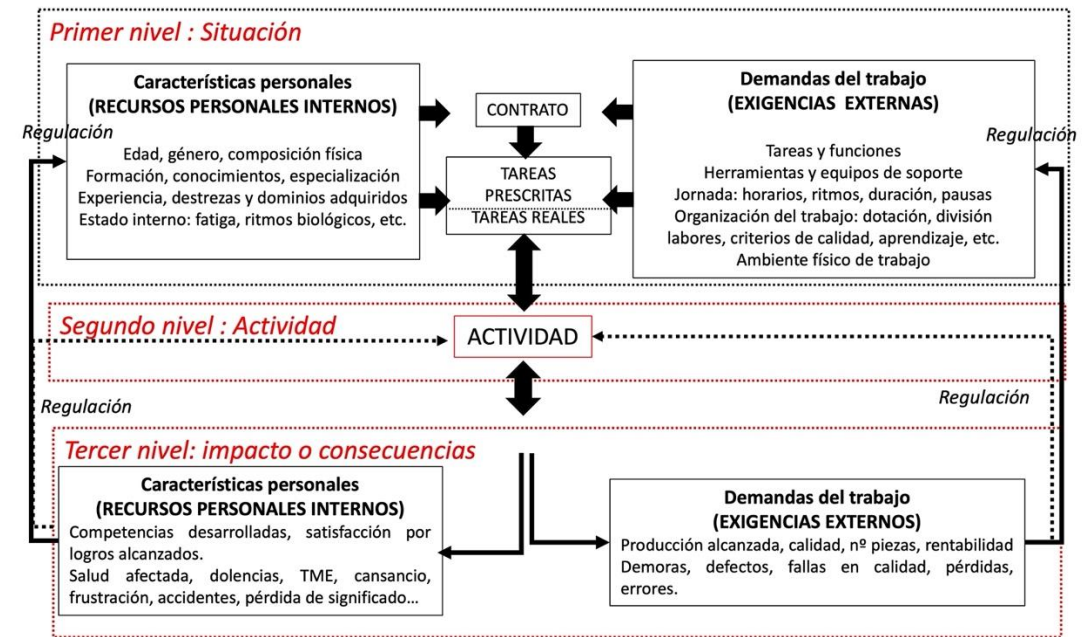 Primer nivel : Situación
Características personales
(RECURSOS PERSONALES INTERNOS)
Edad, género, composición física
Formación, conocimientos, especialización
Experiencia, destrezas y dominios adquiridos
Estado interno: fatiga, ritmos biológicos, etc.
Regulación
CONTRATO
TAREAS
PRESCRITAS
TAREAS REALES
Demandas del trabajo
(EXIGENCIAS EXTERNAS)
Tareas y funciones
Herramientas y equipos de soporte
Jornada: horarios, ritmos, duración, pausas
Organización del trabajo: dotación, división
labores, criterios de calidad, aprendizaje, etc.
Ambiente físico de trabajo
Regulación
Segundo nivel : Actividad
ACTIVIDAD
Regulación
Regulación
Tercer nivel: impacto o consecuencias
Características personales
(RECURSOS PERSONALES INTERNOS)
Competencias desarrolladas, satisfacción por
logros alcanzados.
Salud afectada, dolencias, TME, cansancio,
frustración, accidentes, pérdida de significado...
Demandas del trabajo
(EXIGENCIAS EXTERNOS)
Producción alcanzada, calidad, nº piezas, rentabilidad
Demoras, defectos, fallas en calidad, pérdidas,
errores.